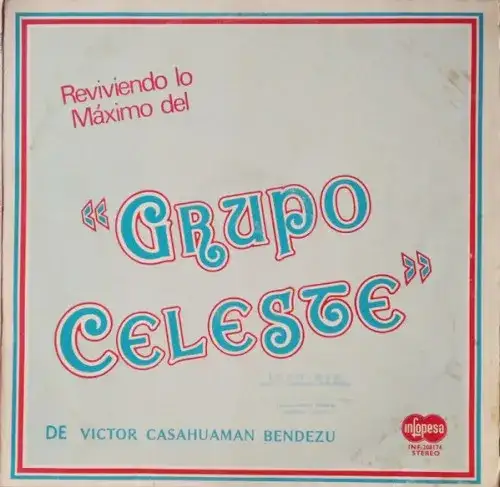 Reviviendo lo
Máximo del
“GRUPO
CELESTE”
DE VICTOR CASAHUAMAN BENDEZU
infopesa
STEREO